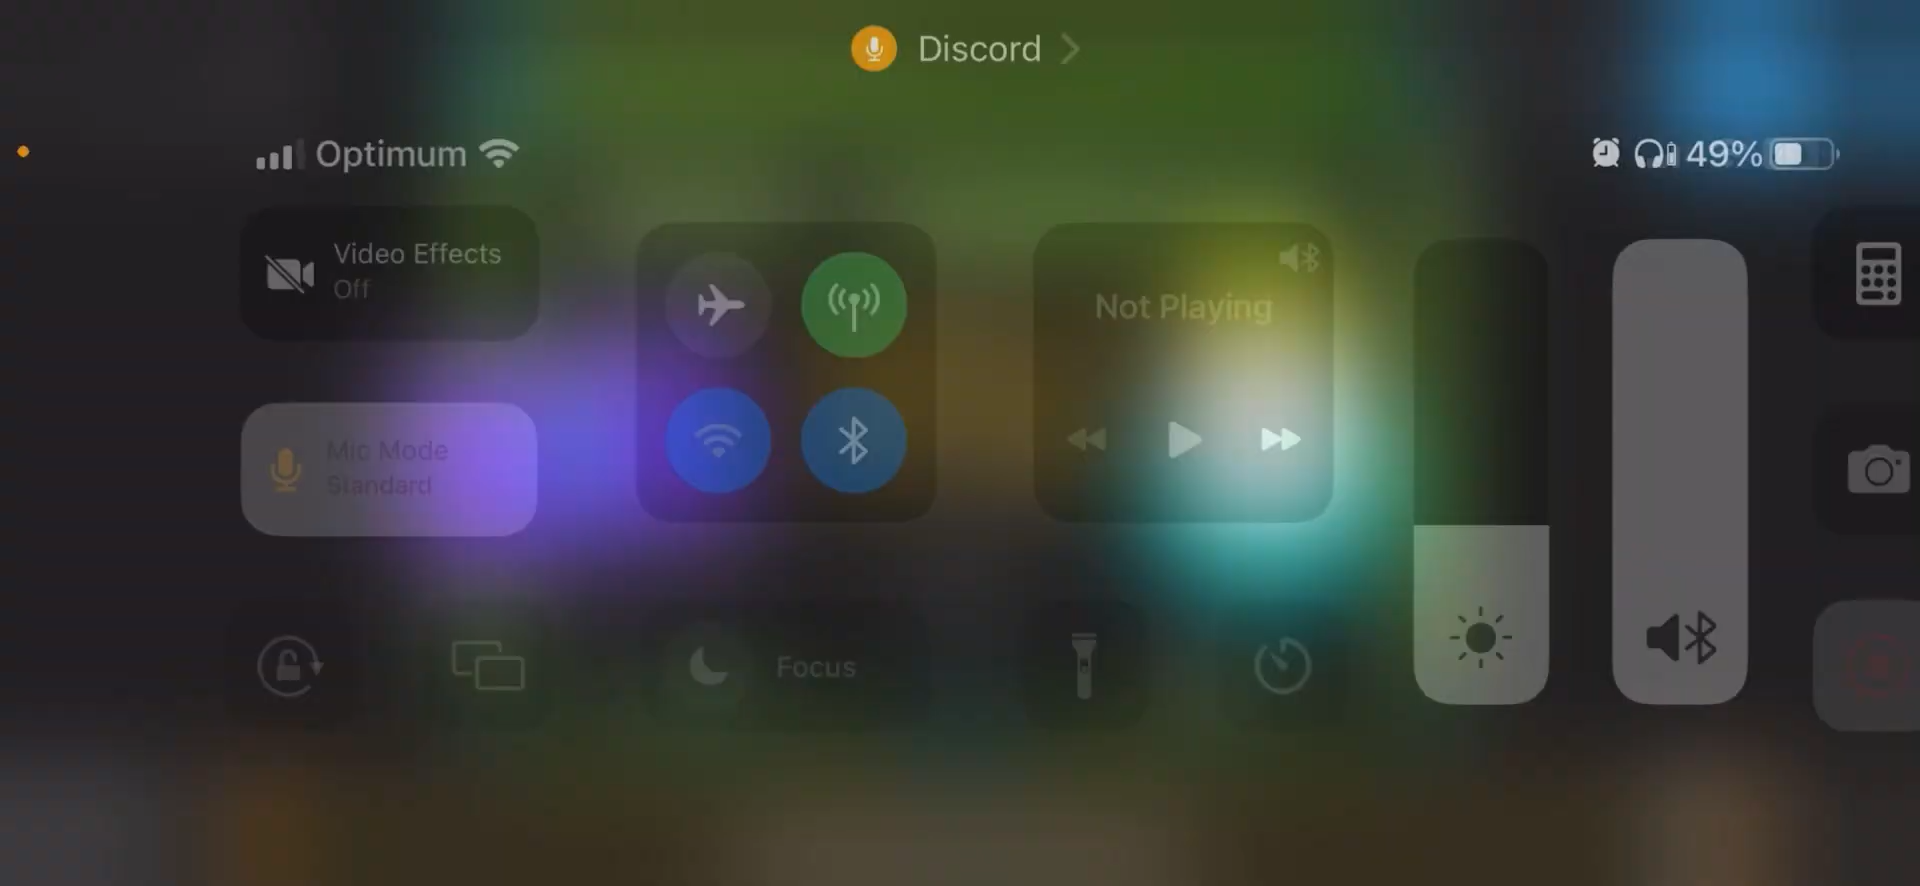 Discord
Optimum
49%
Video Effects
Off
Not Playing
Mic Mode
Standard
Focus